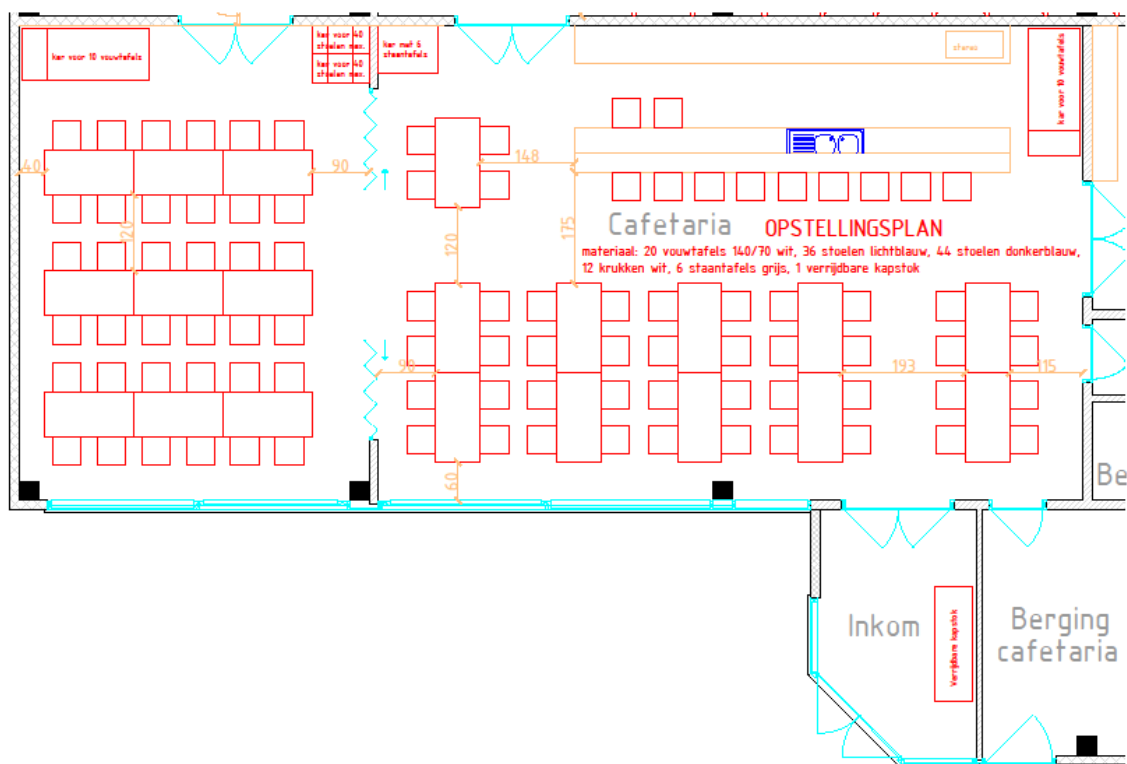 kar voor 10 vouwtafels
kar voor 40
stoelen max.
kar voor 40
stoelen max.
kar met 6
staantafels
stereo
kar voor 10 vouwtafels
40
90
148
120
120
175
Cafetaria
OPSTELLINGSPLAN
materiaal: 20 vouwtafels 140/70 wit, 36 stoelen lichtblauw, 44 stoelen donkerblauw,
12 krukken wit, 6 staantafels grijs, 1 verrijdbare kapstok
90
193
115
60
Be
Inkom
Verrijdbare kapstok
Berging
cafetaria